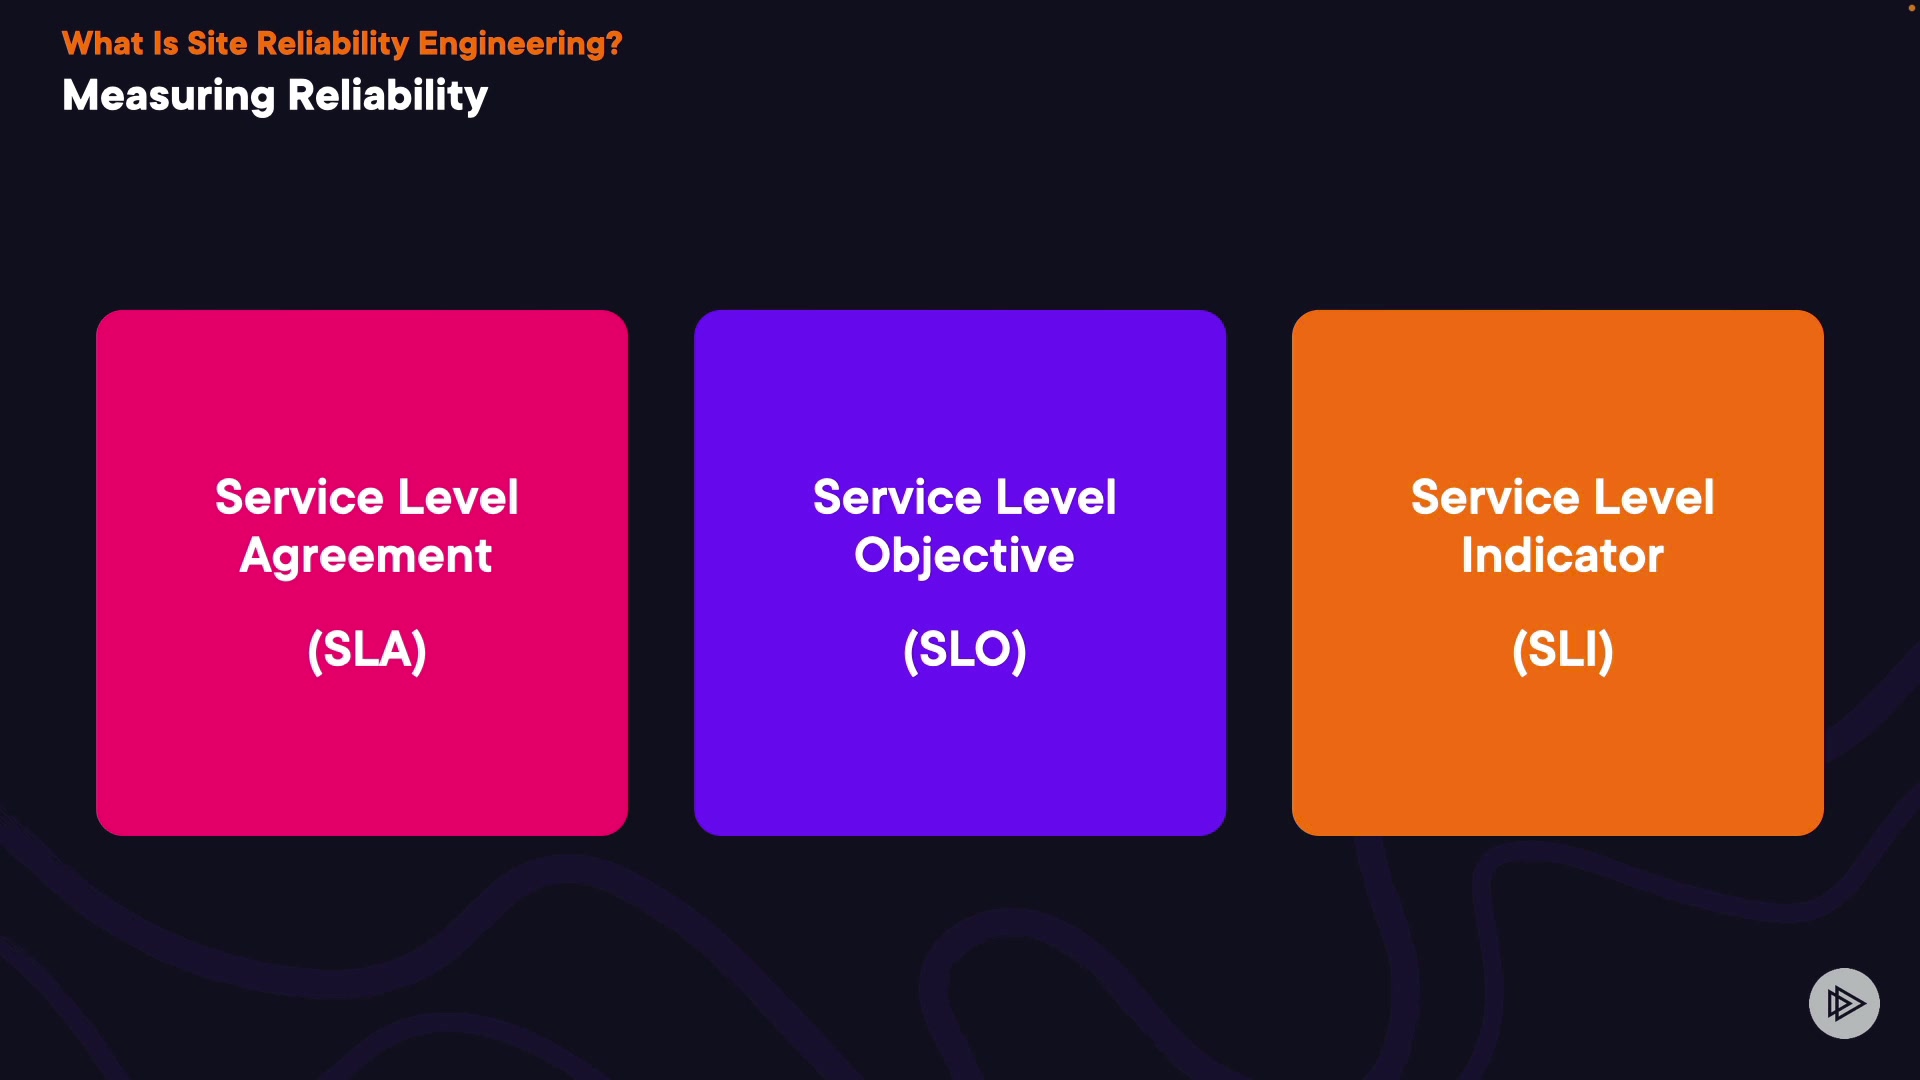 What Is Site Reliability Engineering?
Measuring Reliability
Service Level
Agreement
(SLA)
Service Level
Objective
(SLO)
Service Level
Indicator
(SLI)